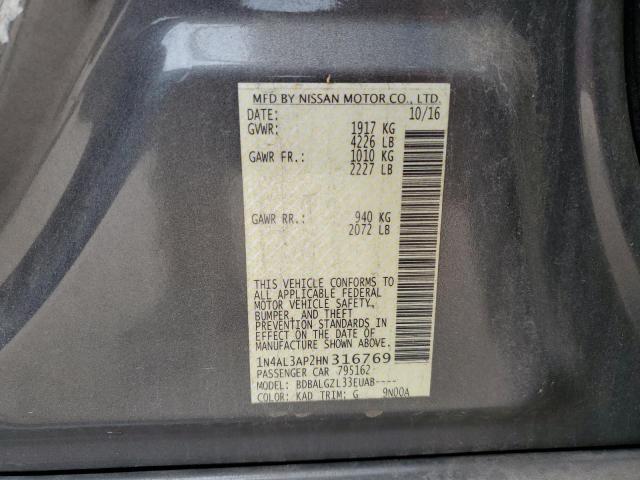 MFD BY NISSAN MOTOR CO., LTD.
DATE: 10/16
GVWR: 1917 KG
4226 LB
GAWR FR.: 1010 KG
2227 LB
GAWR RR.: 940 KG
2072 LB
THIS VEHICLE CONFORMS TO
ALL APPLICABLE FEDERAL
MOTOR VEHICLE SAFETY,
BUMPER, AND THEFT
PREVENTION STANDARDS IN
EFFECT ON THE DATE OF
MANUFACTURE SHOWN ABOVE.
1N4AL3AP2HN316769
PASSENGER CAR 795162
MODEL: BDBALGZL33EUAB----
COLOR: KAD TRIM: G 9N00A